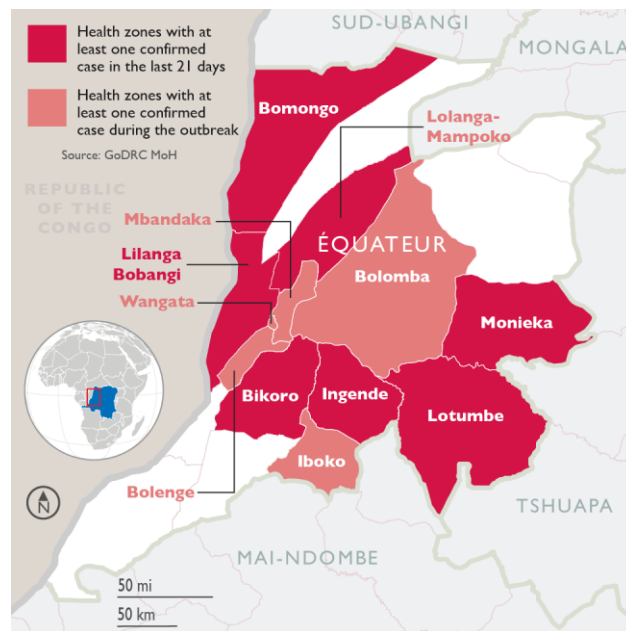 SUD-UBANGI
MONGALA
Health zones with at
least one confirmed
case in the last 21 days
Health zones with at
least one confirmed
case during the outbreak
Source: GoDRC MoH
Bomongo
Lolanga-
Mampoko
REPUBLIC
OF THE
CONGO
Mbandaka
ÉQUATEUR
Lilanga
Bobangi
Bolomba
Wangata
Monieka
Bikoro
Ingende
Lotumbe
Iboko
Bolenge
N
TSHUAPA
MAI-NDOMBE
50 mi
50 km